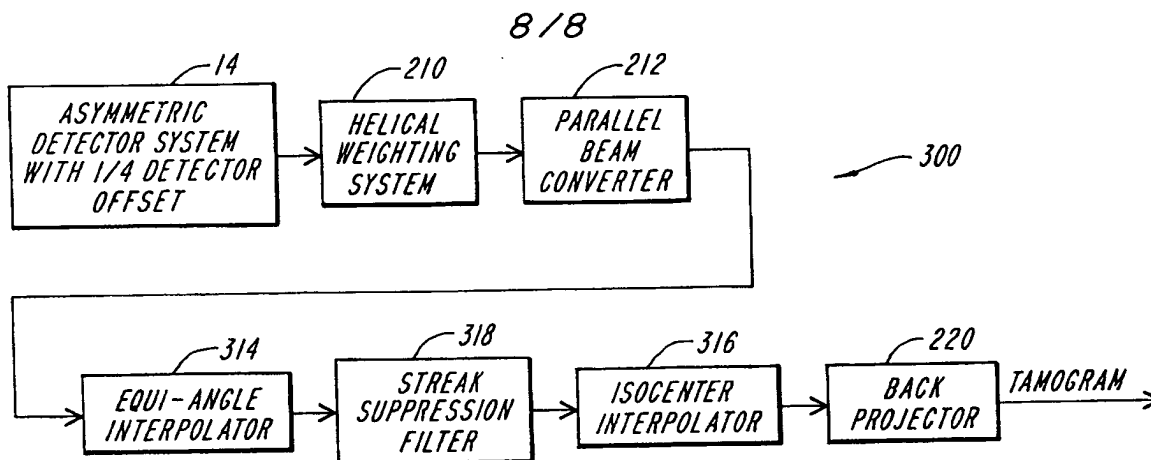 8/8
14
210
212
ASYMMETRIC
DETECTOR SYSTEM
WITH 1/4 DETECTOR
OFFSET
HELICAL
WEIGHTING
SYSTEM
PARALLEL
BEAM
CONVERTER
300
314
318
316
220
EQUI-ANGLE
INTERPOLATOR
STREAK
SUPPRESSION
FILTER
ISOCENTER
INTERPOLATOR
BACK
PROJECTOR
TAMOGRAM